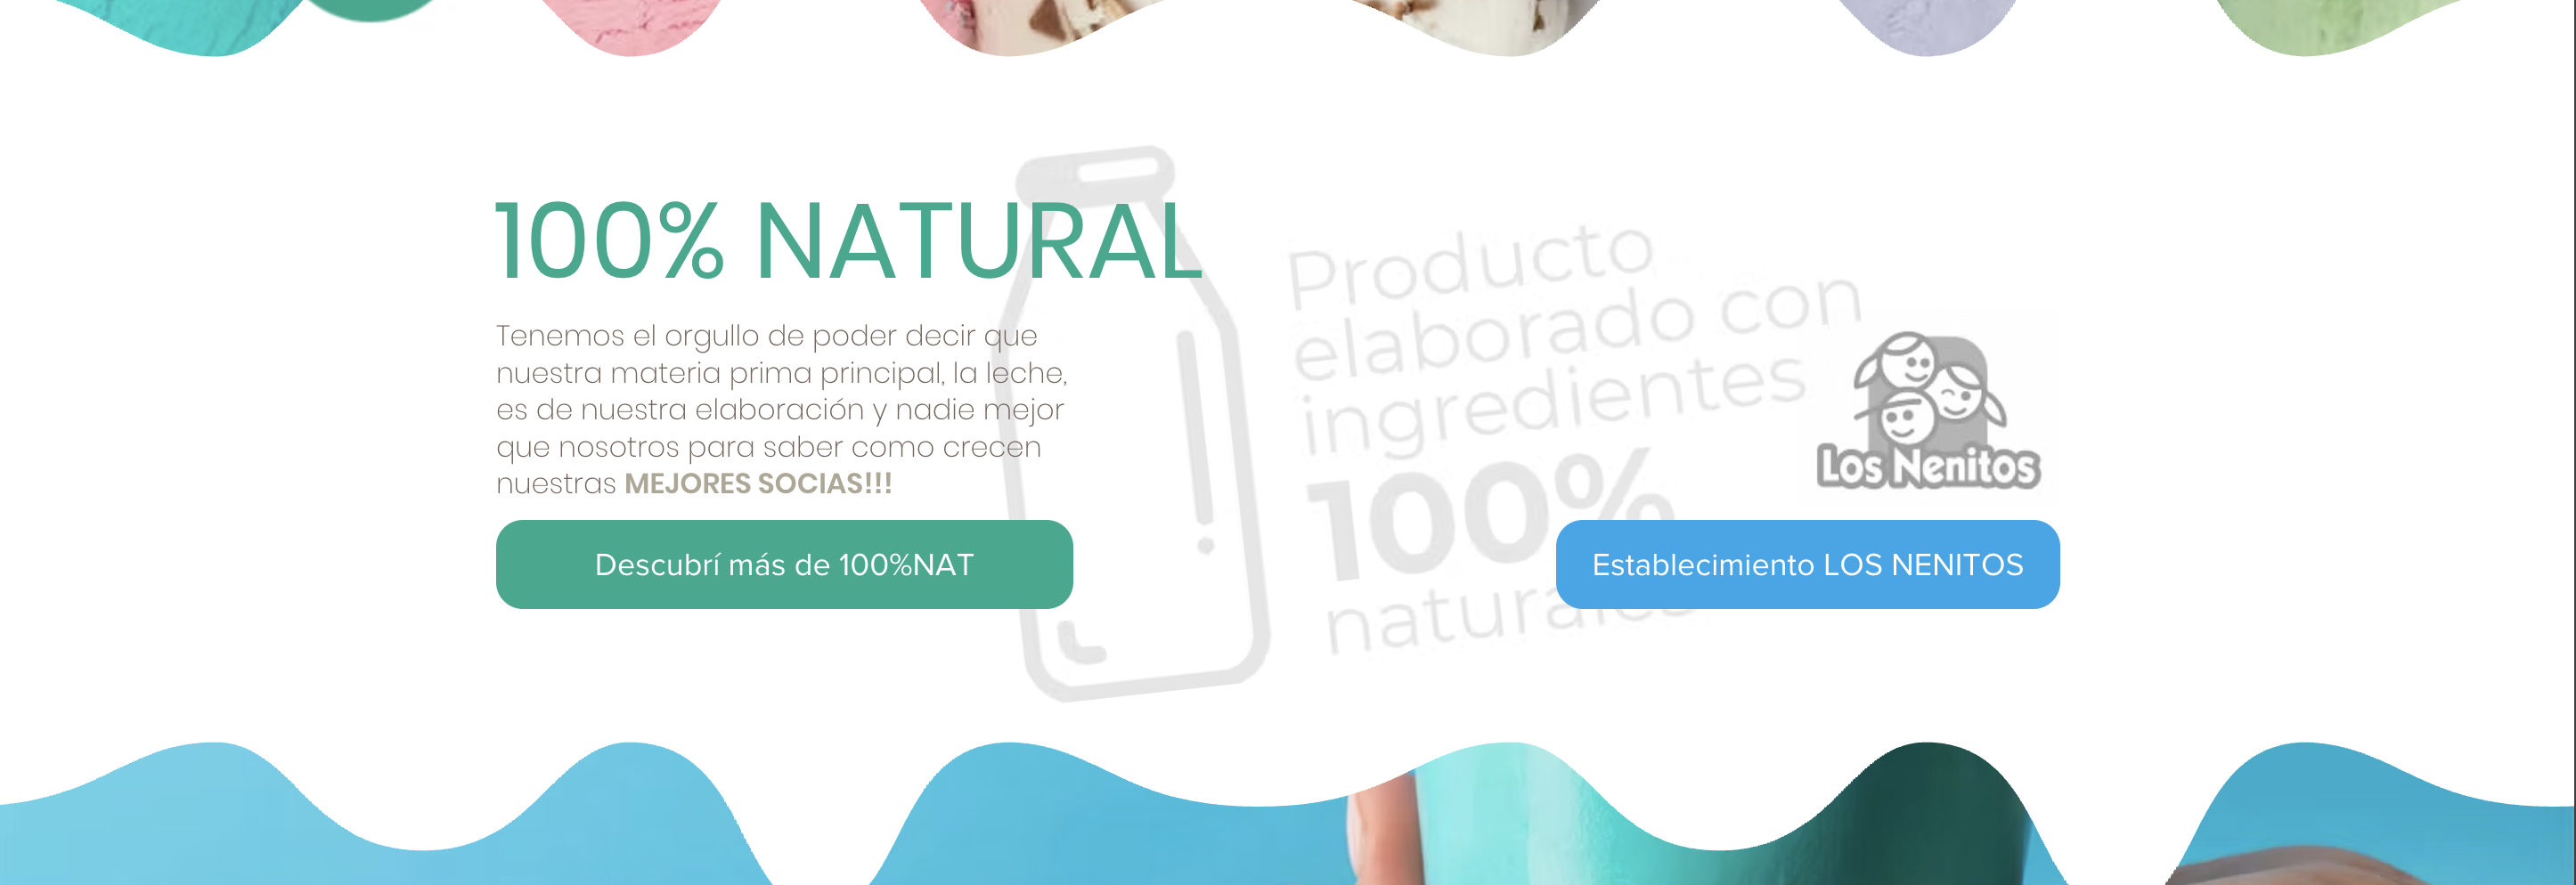 100% NATURAL
Tenemos el orgullo de poder decir que
nuestra materia prima principal, la leche,
es de nuestra elaboración y nadie mejor
que nosotros para saber como crecen
nuestras MEJORES SOCIAS!!!
Descubrí más de 100%NAT
Producto
elaborado con
ingredientes
100%
naturales
Los Nenitos
Establecimiento LOS NENITOS